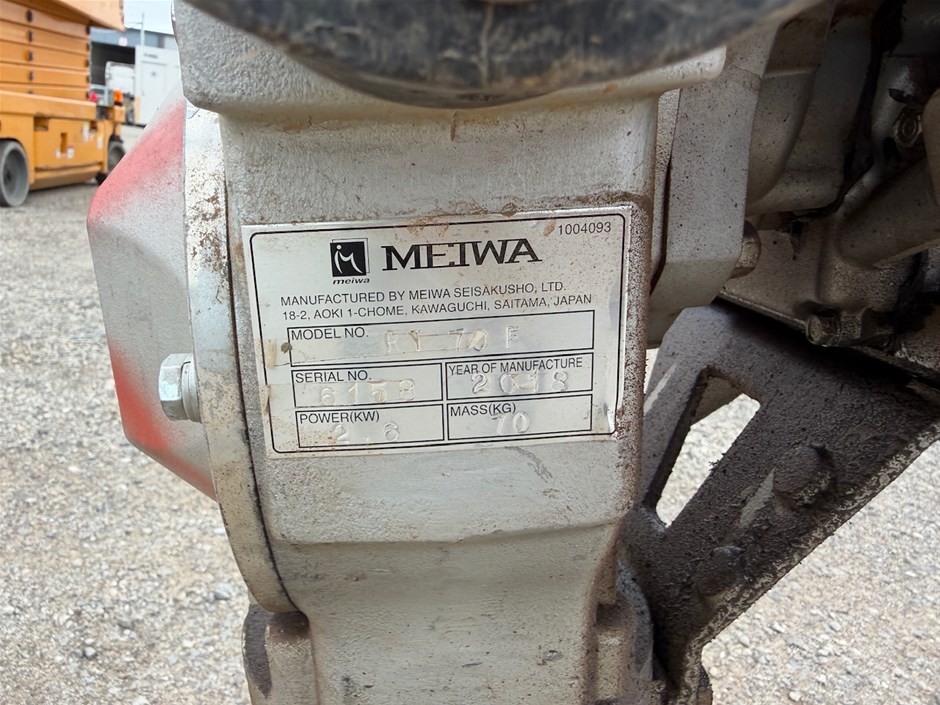 1004093
MEIWA
meiwa
MANUFACTURED BY MEIWA SEISAKUSHO, LTD.
18-2, AOKI 1-CHOME, KAWAGUCHI, SAITAMA, JAPAN
MODEL NO. 70F
SERIAL NO. 6158
YEAR OF MANUFACTURE 2018
POWER(KW) 2.6
MASS(KG) 70